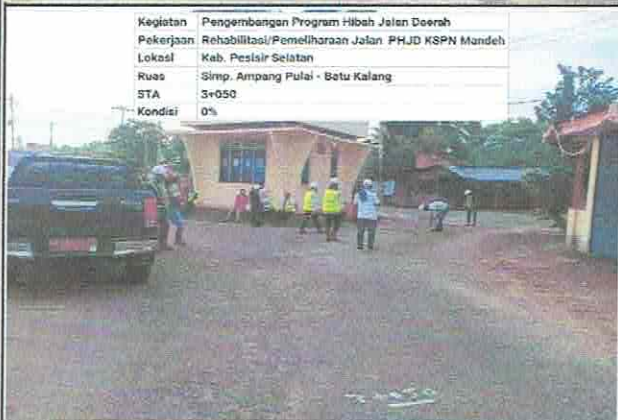 Kegiatan Pengembangan Program Hibah Jalan Daerah
Pekerjaan Rehabilitasi/Pemeliharaan Jalan PHJD KSPN Mandeh
Lokasi Kab. Pesisir Selatan
Ruas Simp. Ampang Pulai - Batu Kalang
STA 3+050
Kondisi 0%